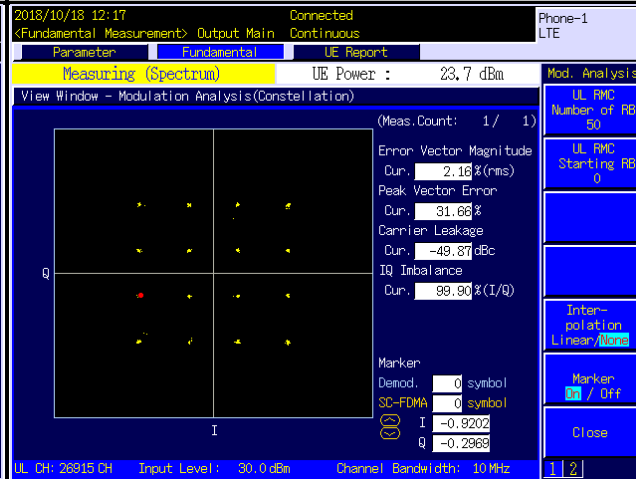 2018/10/18 12:17 Connected Phone-1
<Fundamental Measurement> Output Main Continuous LTE
Parameter Fundamental UE Report
Measuring (Spectrum) UE Power : 23.7 dBm Mod. Analysis
View Window - Modulation Analysis(Constellation)
UL RMC
Number of RB
50
(Meas.Count: 1/ 1)
Error Vector Magnitude
Cur. 2.16 %(rms)
Peak Vector Error
Cur. 31.66 %
Carrier Leakage
Cur. -49.87 dBc
IQ Imbalance
Cur. 99.90 %(I/Q)
UL RMC
Starting RB
0
Q
I
Inter-
polation
Linear/None
Marker
Demod. 0 symbol
SC-FDMA 0 symbol
I -0.9202
Q -0.2969
Marker
On / Off
Close
UL CH: 26915 CH Input Level: 30.0 dBm Channel Bandwidth: 10 MHz 1 2